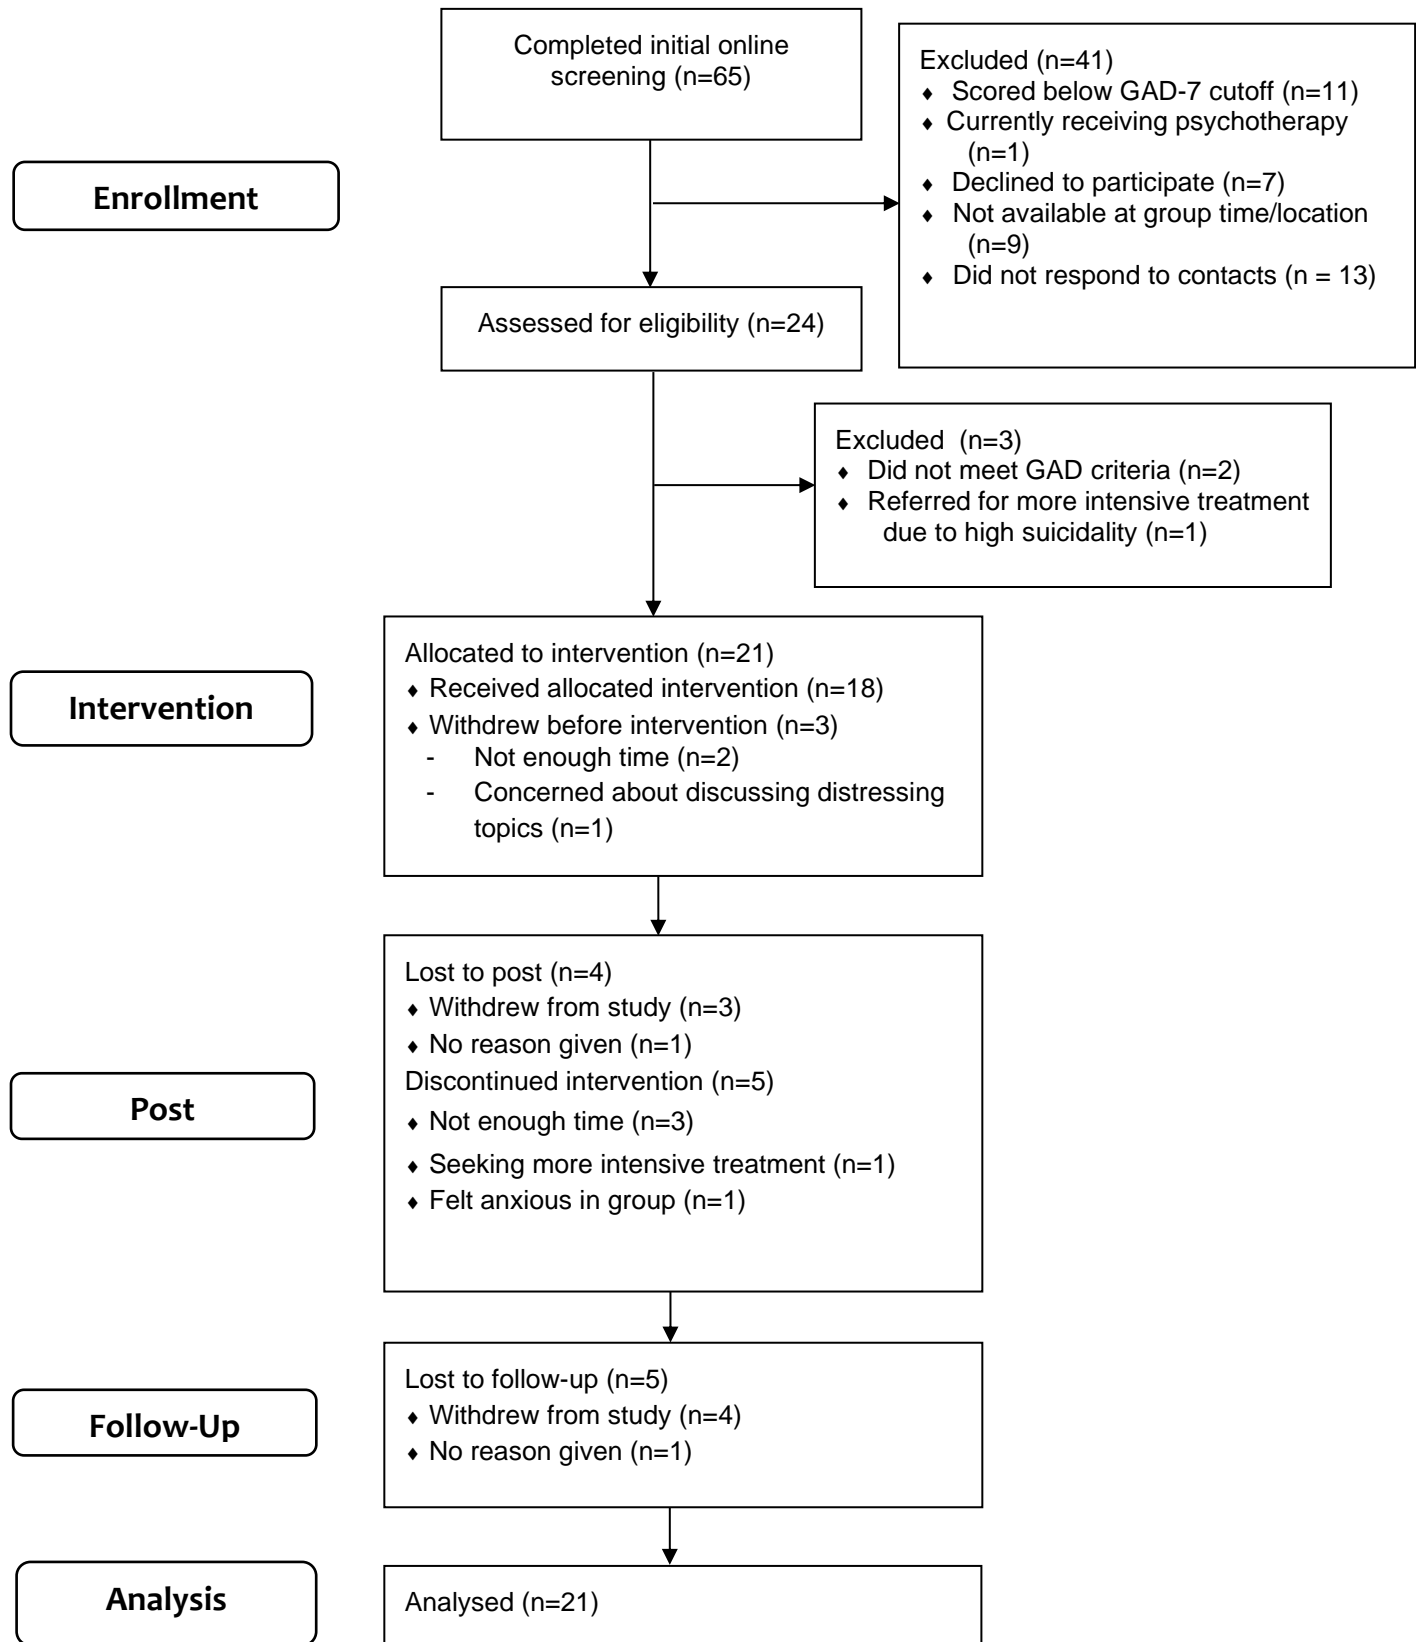 Completed initial online
screening (n=65)
Excluded (n=41)
♦ Scored below GAD-7 cutoff (n=11)
♦ Currently receiving psychotherapy
(n=1)
♦ Declined to participate (n=7)
♦ Not available at group time/location
(n=9)
♦ Did not respond to contacts (n = 13)
Enrollment
Assessed for eligibility (n=24)
Excluded (n=3)
♦ Did not meet GAD criteria (n=2)
♦ Referred for more intensive treatment
due to high suicidality (n=1)
Intervention
Allocated to intervention (n=21)
♦ Received allocated intervention (n=18)
♦ Withdrew before intervention (n=3)
- Not enough time (n=2)
- Concerned about discussing distressing
topics (n=1)
Post
Lost to post (n=4)
♦ Withdrew from study (n=3)
♦ No reason given (n=1)
Discontinued intervention (n=5)
♦ Not enough time (n=3)
♦ Seeking more intensive treatment (n=1)
♦ Felt anxious in group (n=1)
Follow-Up
Lost to follow-up (n=5)
♦ Withdrew from study (n=4)
♦ No reason given (n=1)
Analysis
Analysed (n=21)